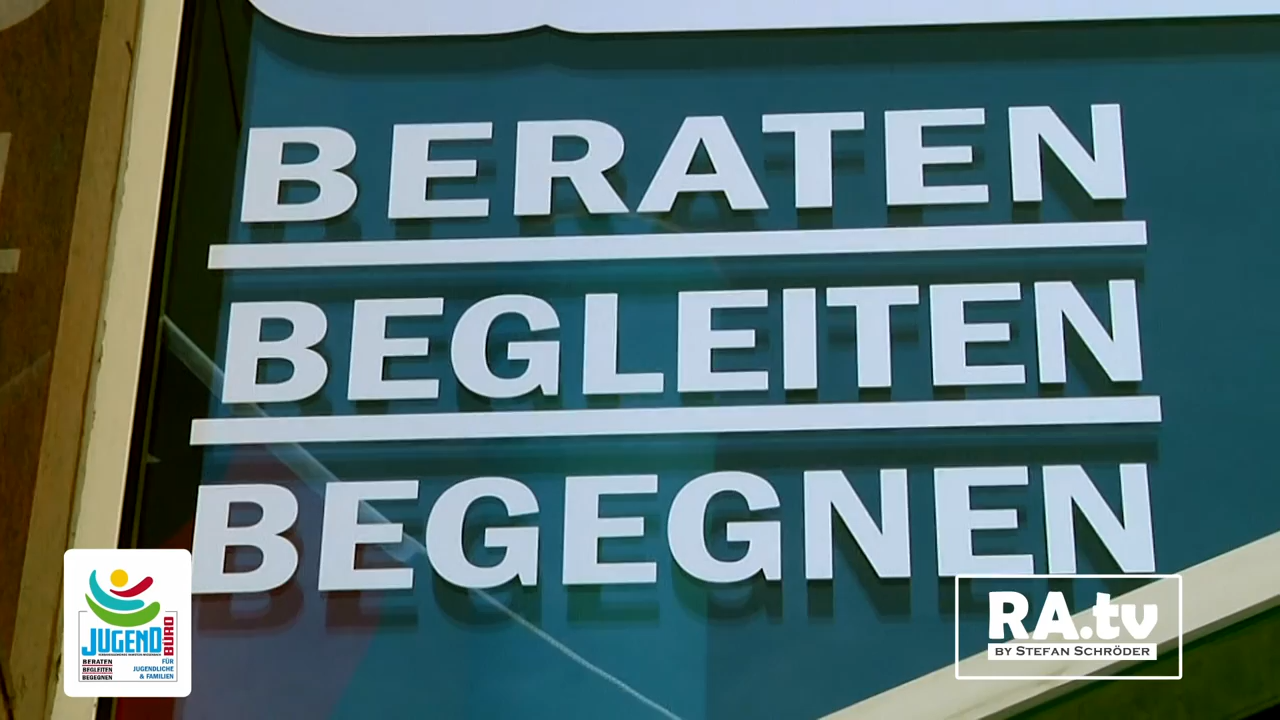 BERATEN
BEGLEITEN
BEGEGNEN
JUGEND
BÜRO
BERATEN
BEGLEITEN
BEGEGNEN
FÜR
JUGENDLICHE
& FAMILIEN
RA.tv
BY STEFAN SCHRÖDER